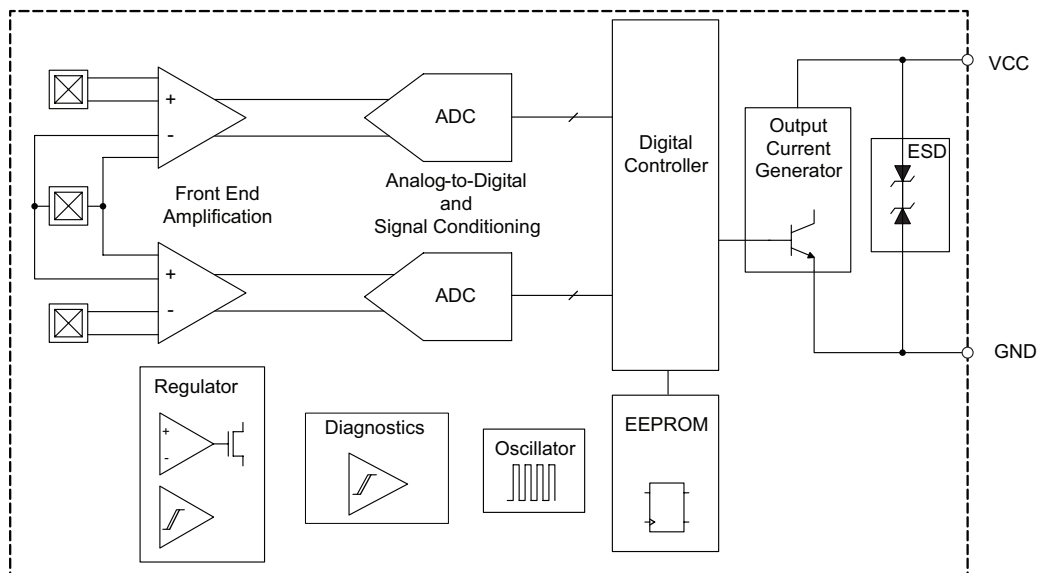 VCC
+
-
ADC
Digital
Controller
Output
Current
Generator
ESD
Front End
Amplification
Analog-to-Digital
and
Signal Conditioning
+
-
ADC
GND
Regulator
+
-
Diagnostics
Oscillator
EEPROM